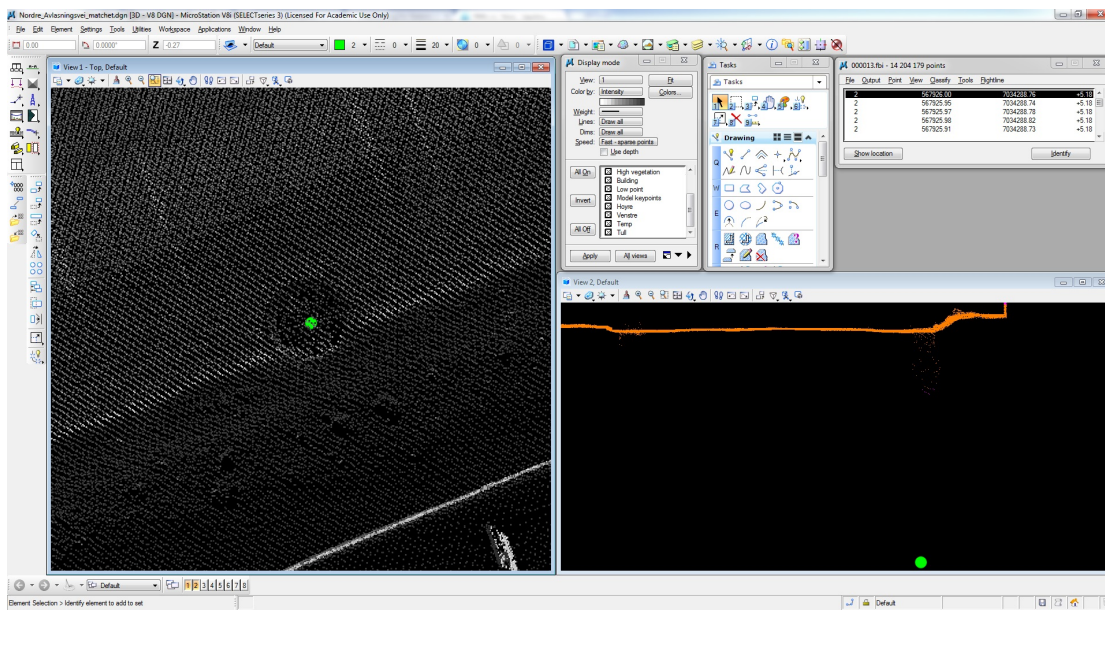 Nordre_Avlasningsvei_matchet.dgn [3D - V8 DGN] - MicroStation V8i (SELECTseries 3) (Licensed For Academic Use Only)
File Edit Element Settings Tools Utilities Workspace Applications Window Help
0.00 0.0000° Z -0.27 Default 2 0 20 0 0
View 1 - Top, Default
Display mode
View: 1 Fit
Color by: Intensity Colors...
Weight:
Lines: Draw all
Dims: Draw all
Speed: Fast - sparse points
Use depth
All On
Invert
All Off
High vegetation
Building
Low point
Model keypoints
Hoyre
Venstre
Temp
Tull
Apply All views
Tasks
Tasks
Drawing
Q
W
E
R
000013.fbi - 14 204 179 points
File Output Point View Classify Tools Flightline
2 567926.00 7034288.76 +5.18
2 567925.95 7034288.74 +5.18
2 567925.97 7034288.78 +5.18
2 567925.98 7034288.82 +5.18
2 567925.91 7034288.73 +5.18
Show location Identify
View 2, Default
Default 1 2 3 4 5 6 7 8
Element Selection > Identify element to add to set Default